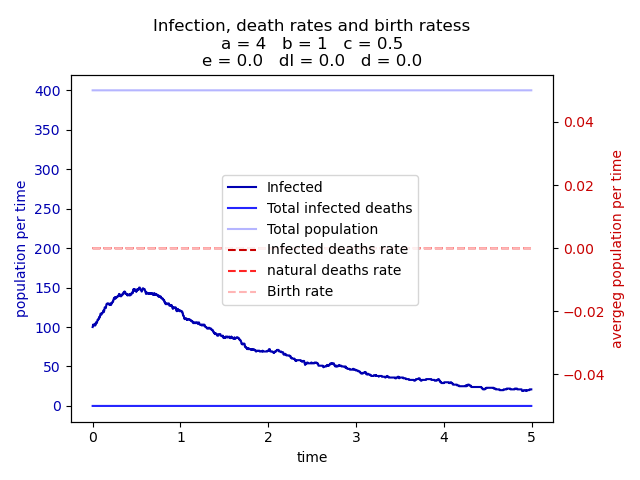 Infection, death rates and birth ratess
a = 4   b = 1   c = 0.5
e = 0.0   dI = 0.0   d = 0.0
400
350
300
250
200
150
100
50
0
population per time
0.04
0.02
0.00
−0.02
−0.04
avergeg population per time
Infected
Total infected deaths
Total population
Infected deaths rate
natural deaths rate
Birth rate
0 1 2 3 4 5
time